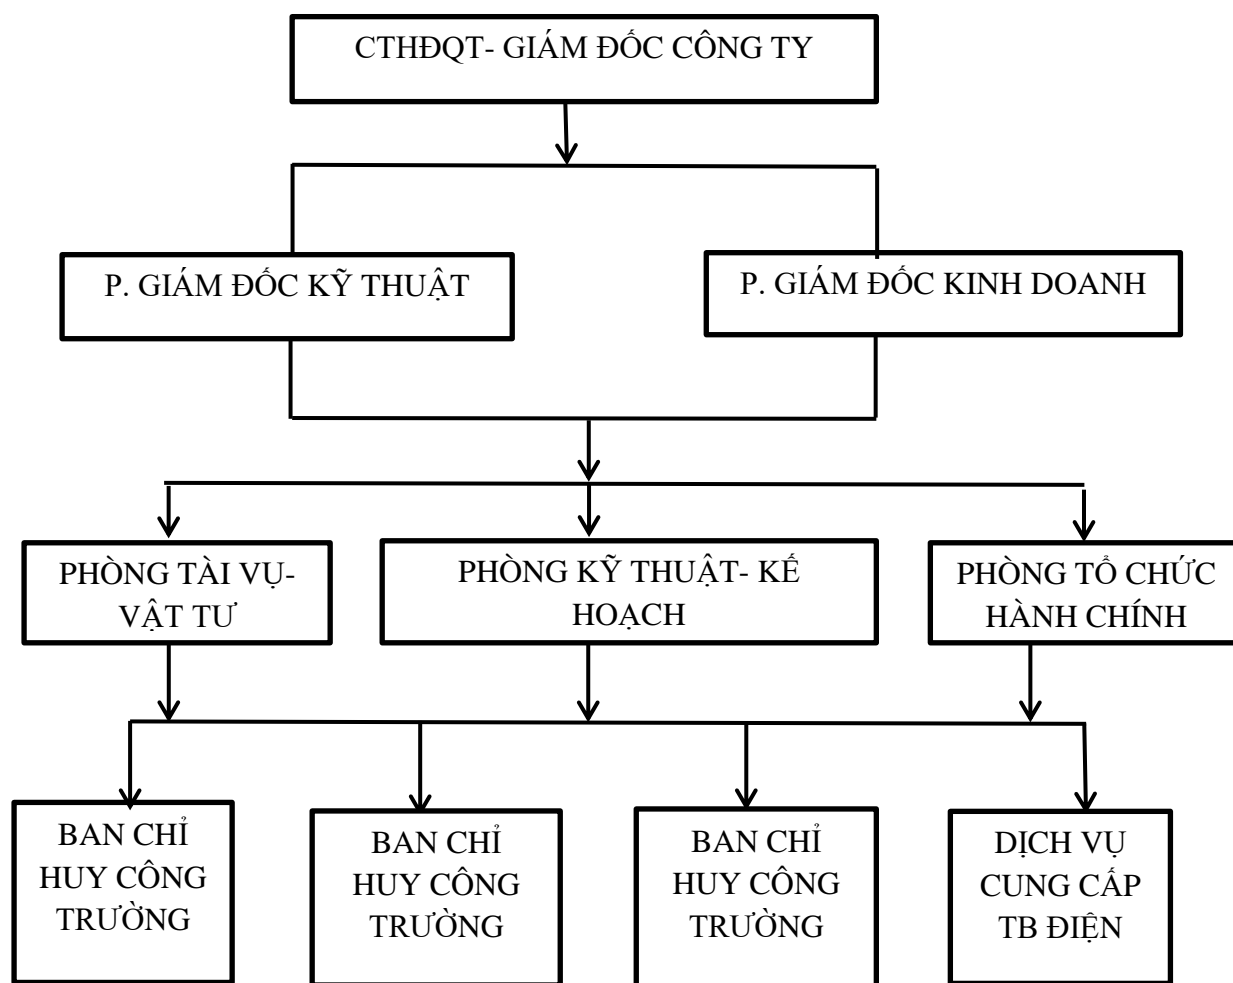 CTHĐQT- GIÁM ĐỐC CÔNG TY
P. GIÁM ĐỐC KỸ THUẬT
P. GIÁM ĐỐC KINH DOANH
PHÒNG TÀI VỤ-
VẬT TƯ
PHÒNG KỸ THUẬT- KẾ
HOẠCH
PHÒNG TỔ CHỨC
HÀNH CHÍNH
BAN CHỈ
HUY CÔNG
TRƯỜNG
BAN CHỈ
HUY CÔNG
TRƯỜNG
BAN CHỈ
HUY CÔNG
TRƯỜNG
DỊCH VỤ
CUNG CẤP
TB ĐIỆN